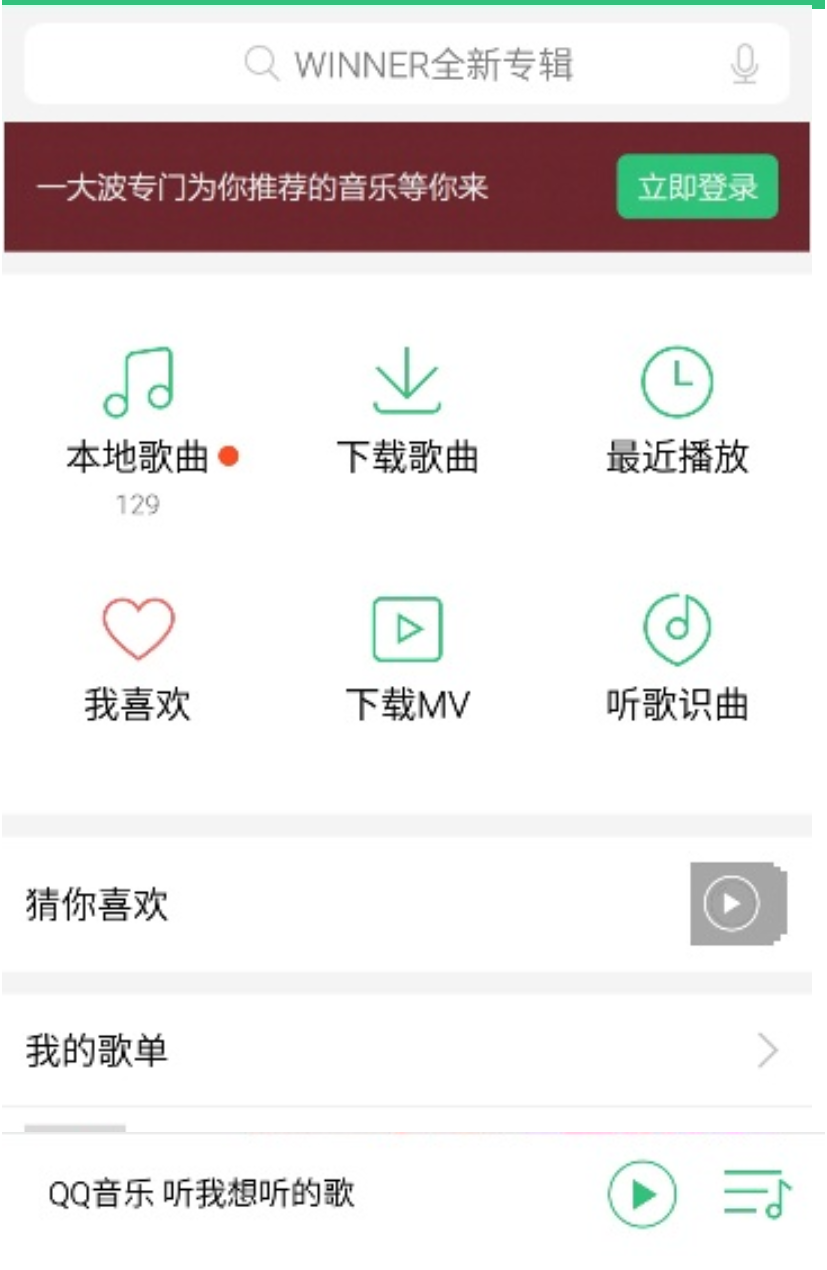 WINNER全新专辑
一大波专门为你推荐的音乐等你来
立即登录
本地歌曲
下载歌曲
最近播放
129
我喜欢
下载MV
听歌识曲
猜你喜欢
我的歌单
QQ音乐 听我想听的歌